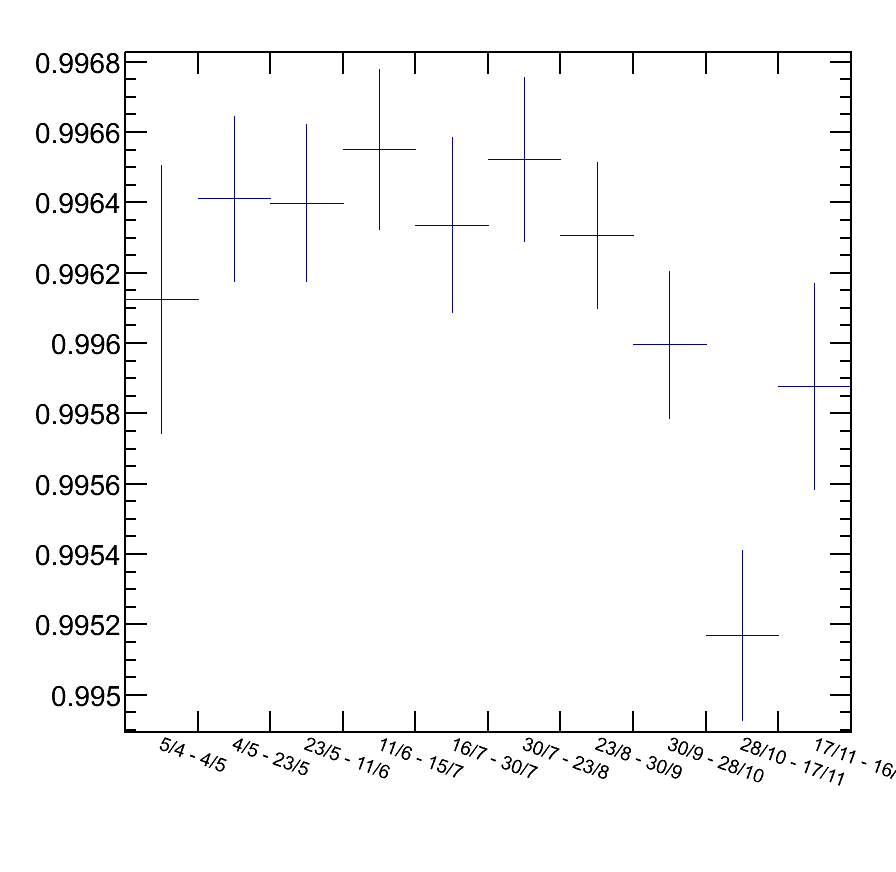 0.9968
0.9966
0.9964
0.9962
0.996
0.9958
0.9956
0.9954
0.9952
0.995
5/4 - 4/5
4/5 - 23/5
23/5 - 11/6
11/6 - 15/7
16/7 - 30/7
30/7 - 23/8
23/8 - 30/9
30/9 - 28/10
28/10 - 17/11
17/11 - 16/